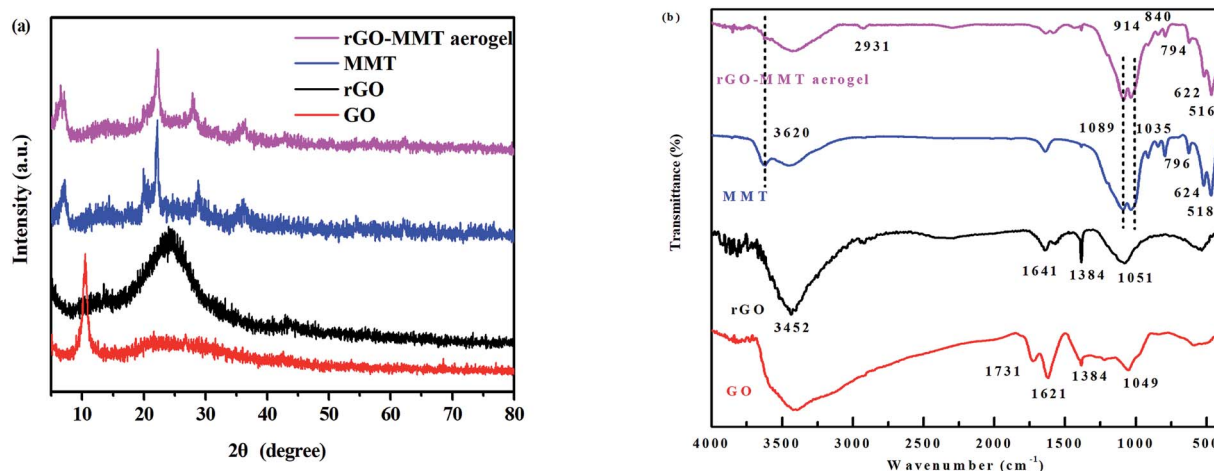 (a)
rGO-MMT aerogel
MMT
rGO
GO
Intensity (a.u.)
10 20 30 40 50 60 70 80
2θ (degree)
(b)
2931
914
840
794
rGO-MMT aerogel
622
516
3620
1089
1035
796
MMT
624
518
1641
1384
1051
rGO
3452
1731
1384
1049
GO
1621
Transmittance (%)
4000 3500 3000 2500 2000 1500 1000 500
Wavenumber (cm⁻¹)